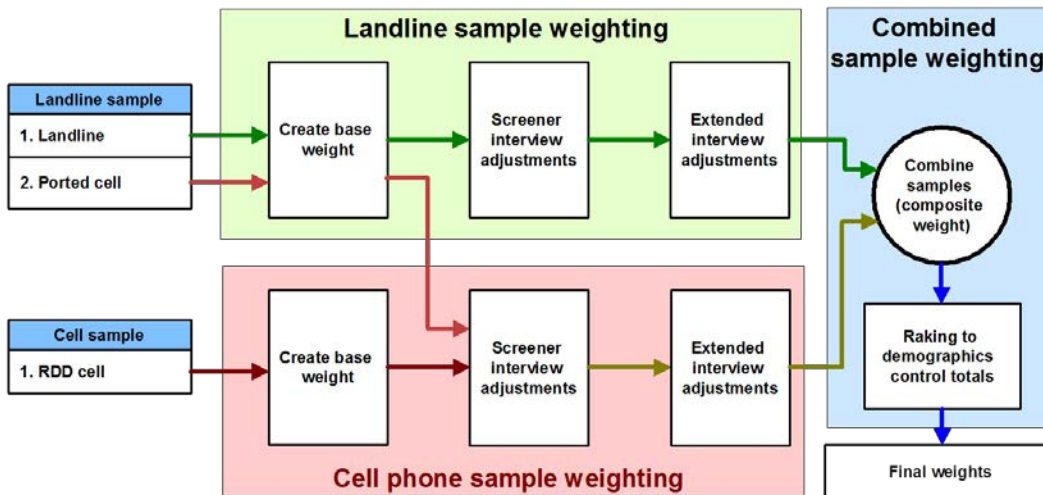 Landline sample weighting
Combined
sample weighting
Landline sample
1. Landline
2. Ported cell
Create base
weight
Screener
interview
adjustments
Extended
interview
adjustments
Combine
samples
(composite
weight)
Cell sample
1. RDD cell
Create base
weight
Screener
interview
adjustments
Extended
interview
adjustments
Raking to
demographics
control totals
Cell phone sample weighting
Final weights